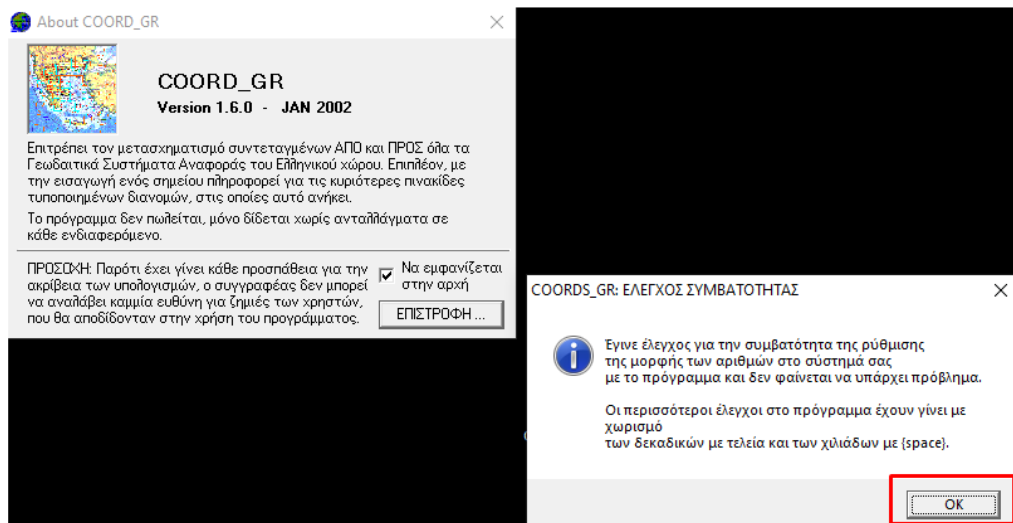 About COORD_GR
COORD_GR
Version 1.6.0 - JAN 2002
Επιτρέπει τον μετασχηματισμό συντεταγμένων ΑΠΟ και ΠΡΟΣ όλα τα
Γεωδαιτικά Συστήματα Αναφοράς του Ελληνικού χώρου. Επιπλέον, με
την εισαγωγή ενός σημείου πληροφορεί για τις κυριότερες πινακίδες
τυποποιημένων διανομών, στις οποίες αυτό ανήκει.
Το πρόγραμμα δεν πωλείται, μόνο δίδεται χωρίς ανταλλάγματα σε
κάθε ενδιαφερόμενο.
ΠΡΟΣΟΧΗ: Παρότι έχει γίνει κάθε προσπάθεια για την
ακρίβεια των υπολογισμών, ο συγγραφέας δεν μπορεί
να αναλάβει καμμία ευθύνη για ζημιές των χρηστών,
που θα αποδίδονταν στην χρήση του προγράμματος.
Να εμφανίζεται
στην αρχή
ΕΠΙΣΤΡΟΦΗ ...
COORDS_GR: ΕΛΕΓΧΟΣ ΣΥΜΒΑΤΟΤΗΤΑΣ
Έγινε έλεγχος για την συμβατότητα της ρύθμισης
της μορφής των αριθμών στο σύστημά σας
με το πρόγραμμα και δεν φαίνεται να υπάρχει πρόβλημα.
Οι περισσότεροι έλεγχοι στο πρόγραμμα έχουν γίνει με
χωρισμό
των δεκαδικών με τελεία και των χιλιάδων με {space}.
OK